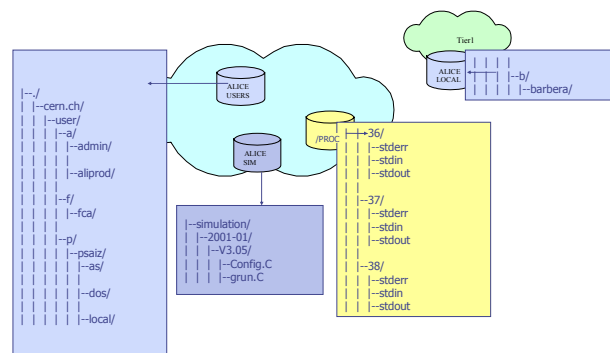 Tier1
ALICE
LOCAL
| | | |
| | | |--b/
| | | | |--barbera/
ALICE
USERS
|--./
| |--cern.ch/
| | |--user/
| | | |--a/
| | | | |--admin/
| | | | |
| | | | |--aliprod/
| | | |
| | | |--f/
| | | | |--fca/
| | | |
| | | |--p/
| | | | |--psaiz/
| | | | | |--as/
| | | | | |
| | | | | |--dos/
| | | | | |
| | | | | |--local/
ALICE
SIM
|--simulation/
| |--2001-01/
| | |--V3.05/
| | | |--Config.C
| | | |--grun.C
/PROC
| |--36/
| | |--stderr
| | |--stdin
| | |--stdout
| |
| |--37/
| | |--stderr
| | |--stdin
| | |--stdout
| |
| |--38/
| | |--stderr
| | |--stdin
| | |--stdout